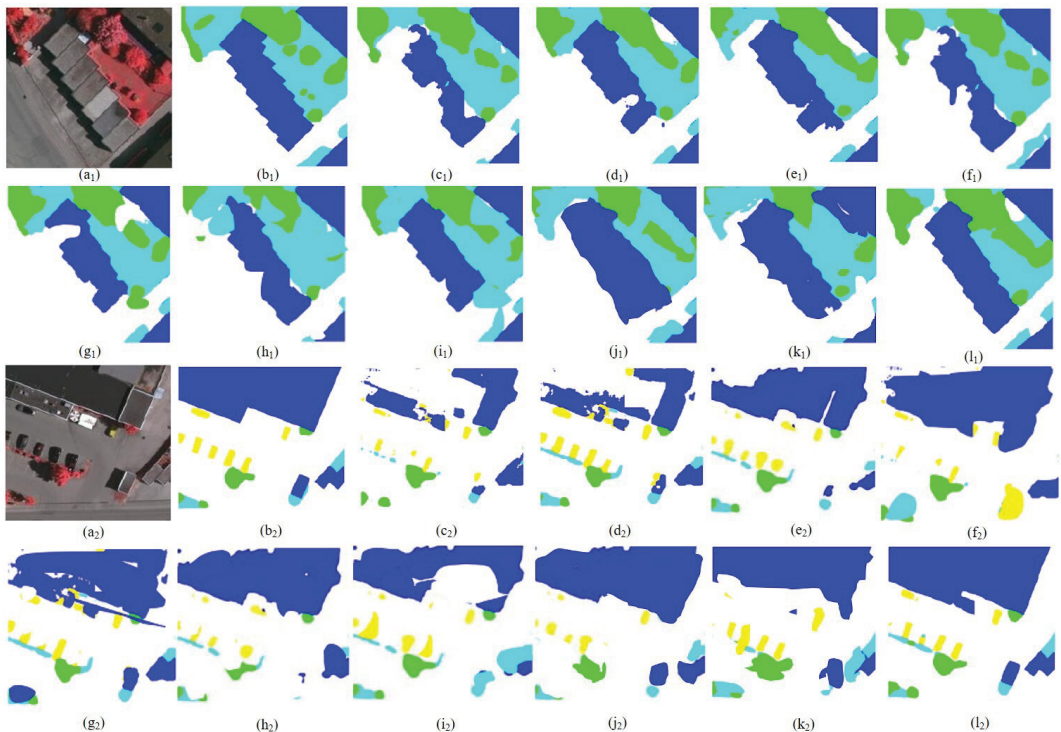 (a₁) (b₁) (c₁) (d₁) (e₁) (f₁)
(g₁) (h₁) (i₁) (j₁) (k₁) (l₁)
(a₂) (b₂) (c₂) (d₂) (e₂) (f₂)
(g₂) (h₂) (i₂) (j₂) (k₂) (l₂)